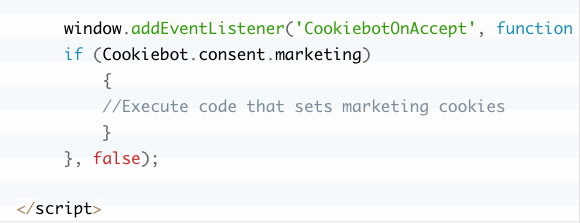 window.addEventListener('CookiebotOnAccept', function
if (Cookiebot.consent.marketing)
{
//Execute code that sets marketing cookies
}
}, false);
</script>